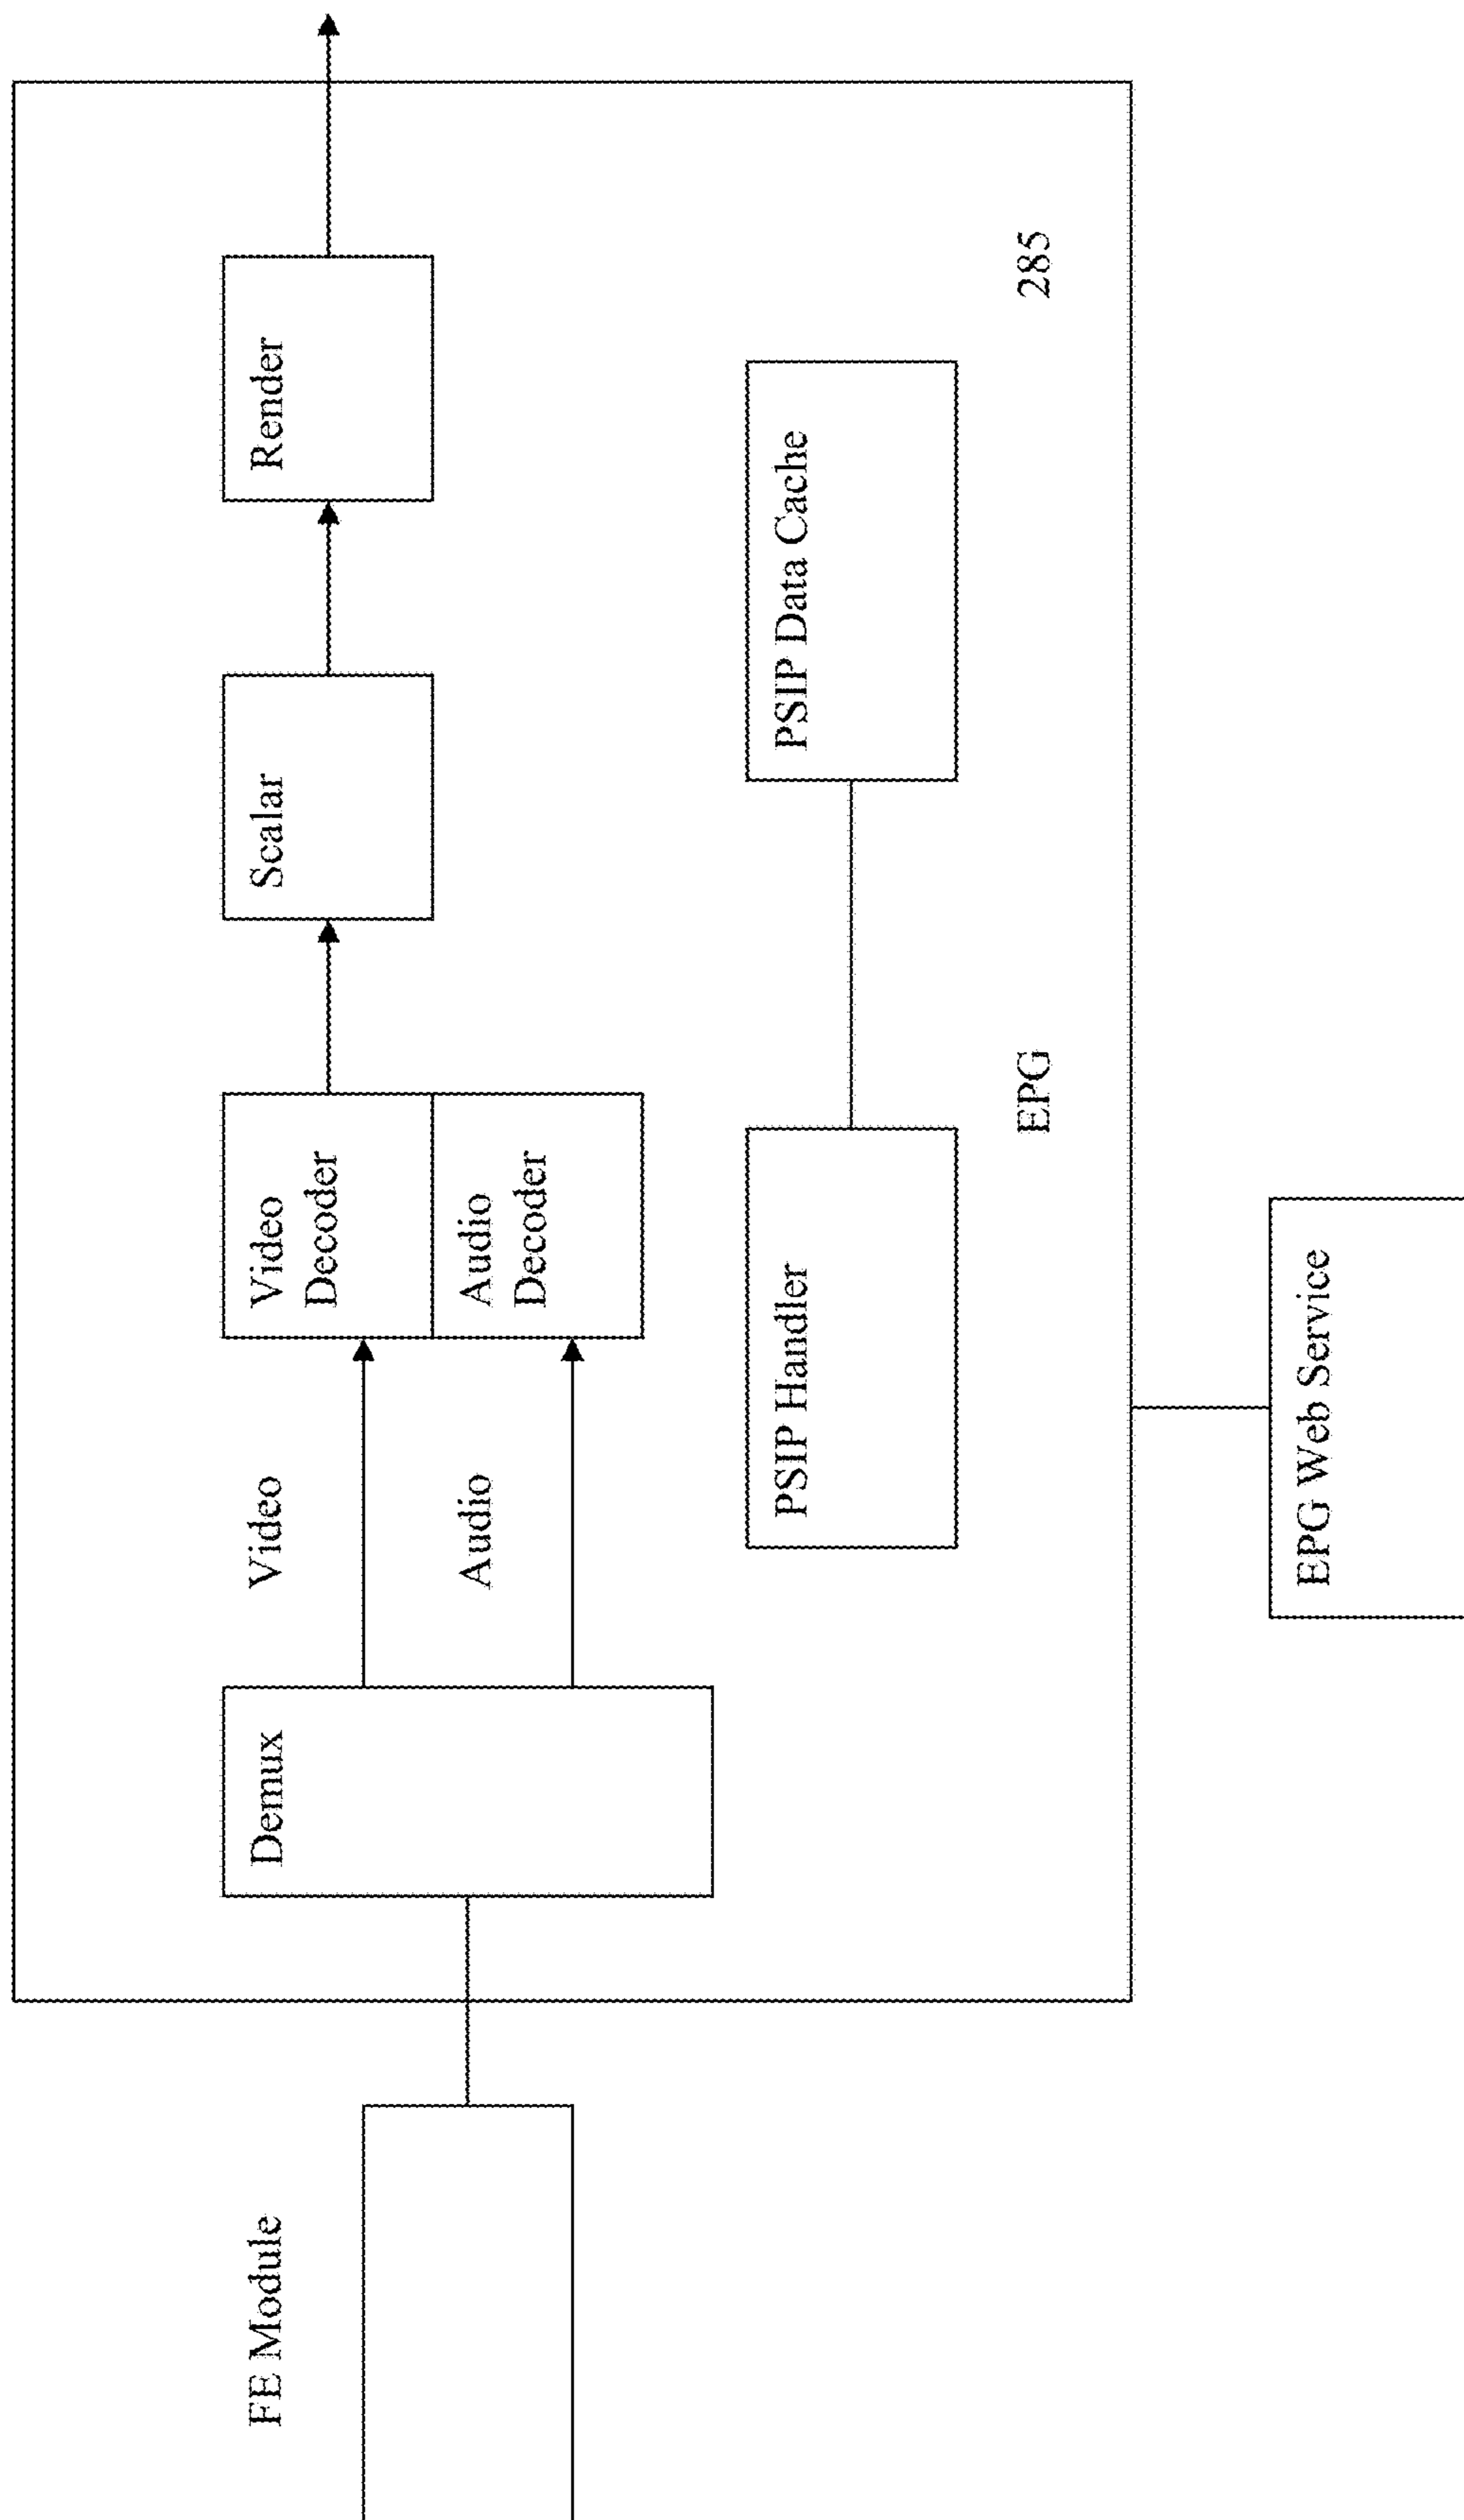 FE Module
Demux
Video
Audio
Video
Decoder
Audio
Decoder
Scalar
Render
PSIP Handler
PSIP Data Cache
EPG
285
EPG Web Service